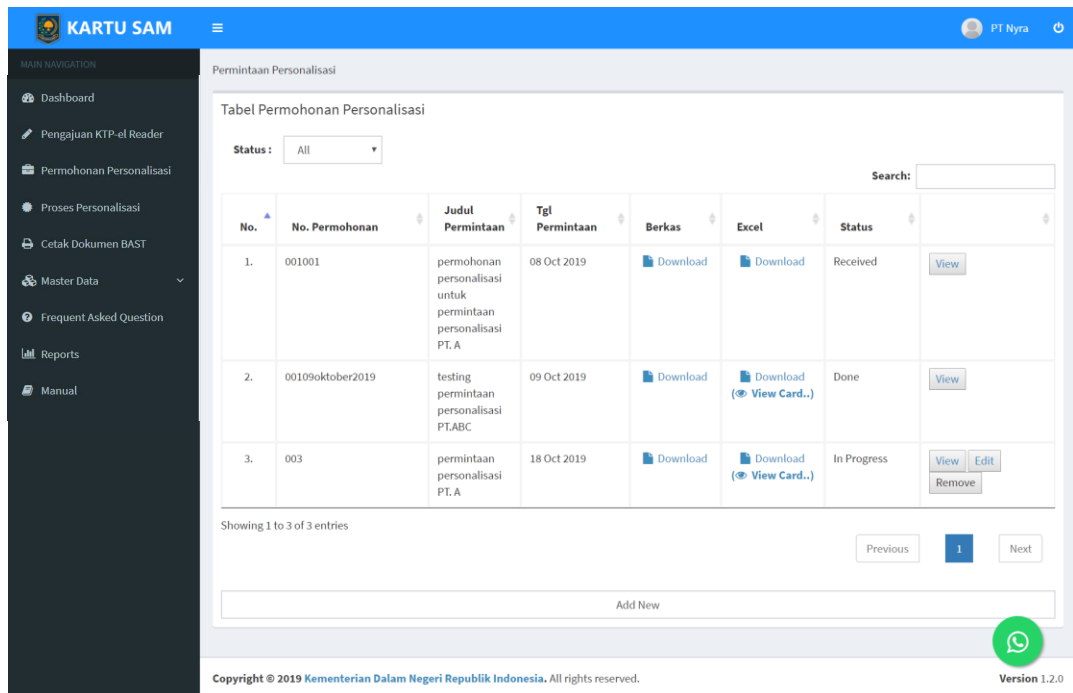 KARTU SAM
PT Nyra
MAIN NAVIGATION
Dashboard
Pengajuan KTP-el Reader
Permohonan Personalisasi
Proses Personalisasi
Cetak Dokumen BAST
Master Data
Frequent Asked Question
Reports
Manual
Permintaan Personalisasi
Tabel Permohonan Personalisasi
Status :
All
Search:
No.
No. Permohonan
Judul
Permintaan
Tgl
Permintaan
Berkas
Excel
Status
1.
001001
permohonan
personalisasi
untuk
permintaan
personalisasi
PT. A
08 Oct 2019
Download
Download
Received
View
2.
00109oktober2019
testing
permintaan
personalisasi
PT.ABC
09 Oct 2019
Download
Download
(View Card..)
Done
View
3.
003
permintaan
personalisasi
PT. A
18 Oct 2019
Download
Download
(View Card..)
In Progress
View Edit
Remove
Showing 1 to 3 of 3 entries
Previous 1 Next
Add New
Copyright © 2019 Kementerian Dalam Negeri Republik Indonesia. All rights reserved.
Version 1.2.0